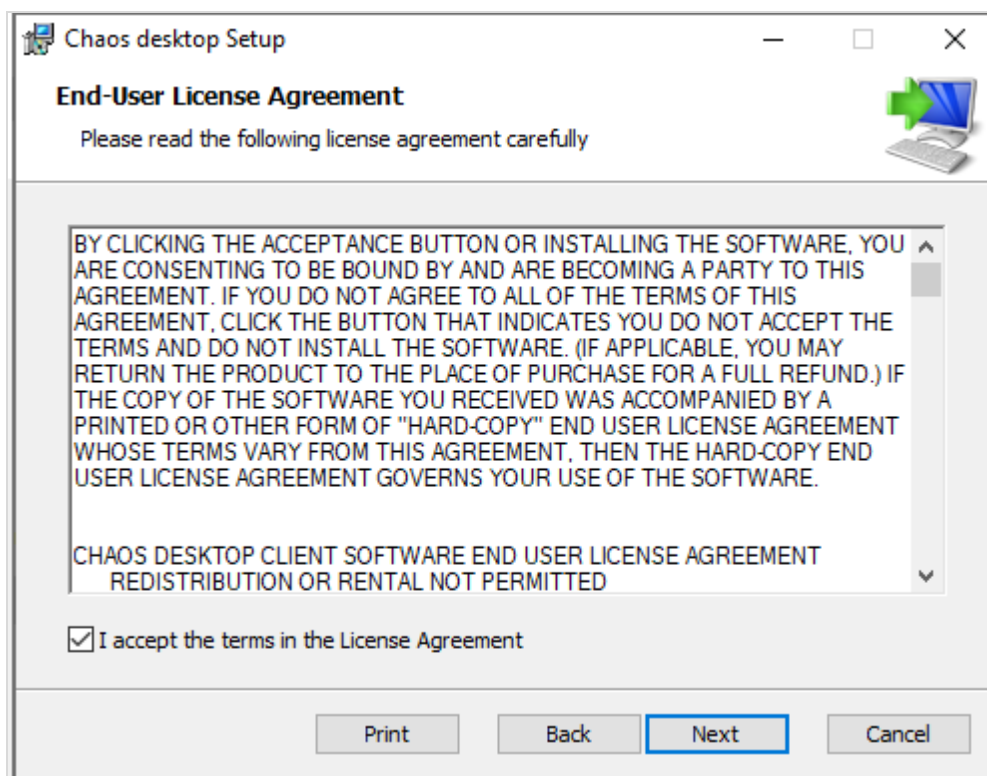 Chaos desktop Setup
End-User License Agreement
Please read the following license agreement carefully
BY CLICKING THE ACCEPTANCE BUTTON OR INSTALLING THE SOFTWARE, YOU
ARE CONSENTING TO BE BOUND BY AND ARE BECOMING A PARTY TO THIS
AGREEMENT. IF YOU DO NOT AGREE TO ALL OF THE TERMS OF THIS
AGREEMENT, CLICK THE BUTTON THAT INDICATES YOU DO NOT ACCEPT THE
TERMS AND DO NOT INSTALL THE SOFTWARE. (IF APPLICABLE, YOU MAY
RETURN THE PRODUCT TO THE PLACE OF PURCHASE FOR A FULL REFUND.) IF
THE COPY OF THE SOFTWARE YOU RECEIVED WAS ACCOMPANIED BY A
PRINTED OR OTHER FORM OF "HARD-COPY" END USER LICENSE AGREEMENT
WHOSE TERMS VARY FROM THIS AGREEMENT, THEN THE HARD-COPY END
USER LICENSE AGREEMENT GOVERNS YOUR USE OF THE SOFTWARE.
CHAOS DESKTOP CLIENT SOFTWARE END USER LICENSE AGREEMENT
REDISTRIBUTION OR RENTAL NOT PERMITTED
I accept the terms in the License Agreement
Print Back Next Cancel